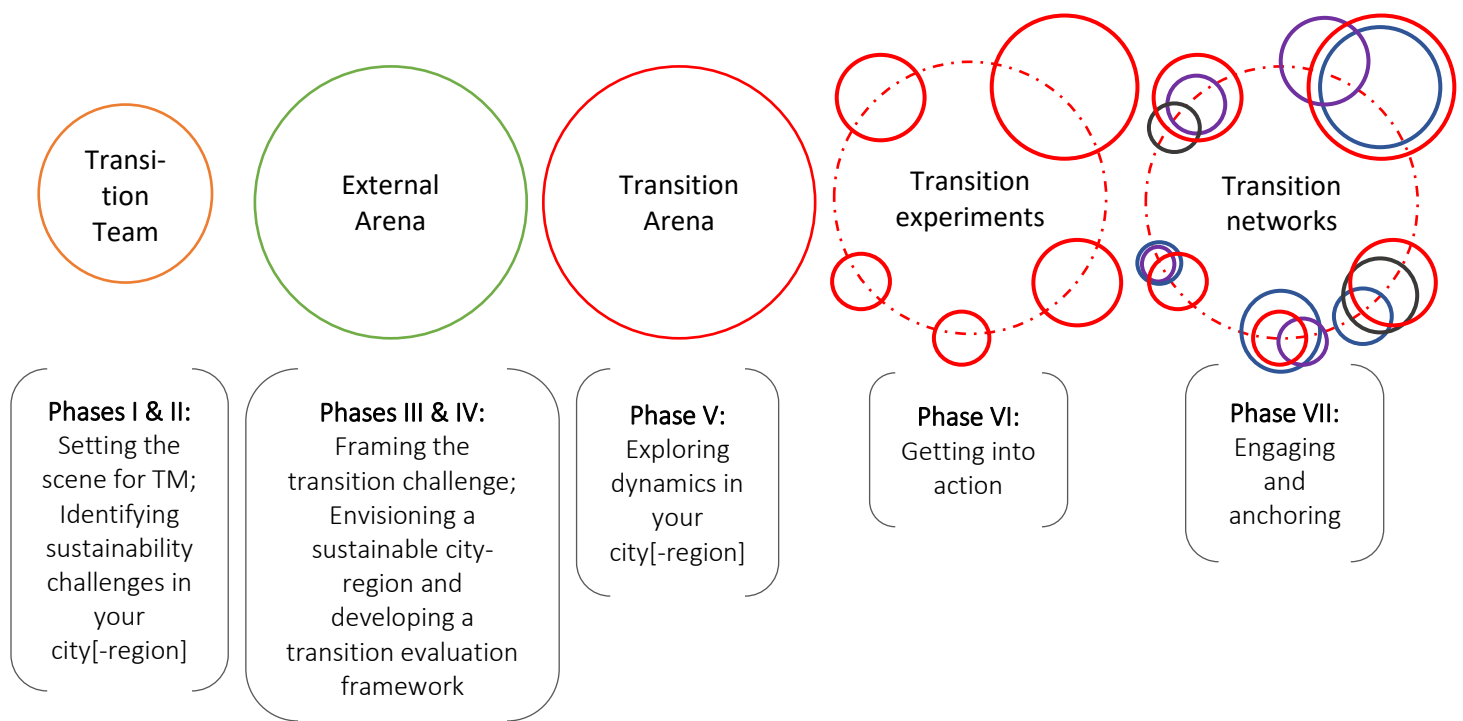 Transi-
tion
Team
External
Arena
Transition
Arena
Transition
experiments
Transition
networks
Phases I & II:
Setting the
scene for TM;
Identifying
sustainability
challenges in
your
city[-region]
Phases III & IV:
Framing the
transition challenge;
Envisioning a
sustainable city-
region and
developing a
transition evaluation
framework
Phase V:
Exploring
dynamics in
your
city[-region]
Phase VI:
Getting into
action
Phase VII:
Engaging
and
anchoring